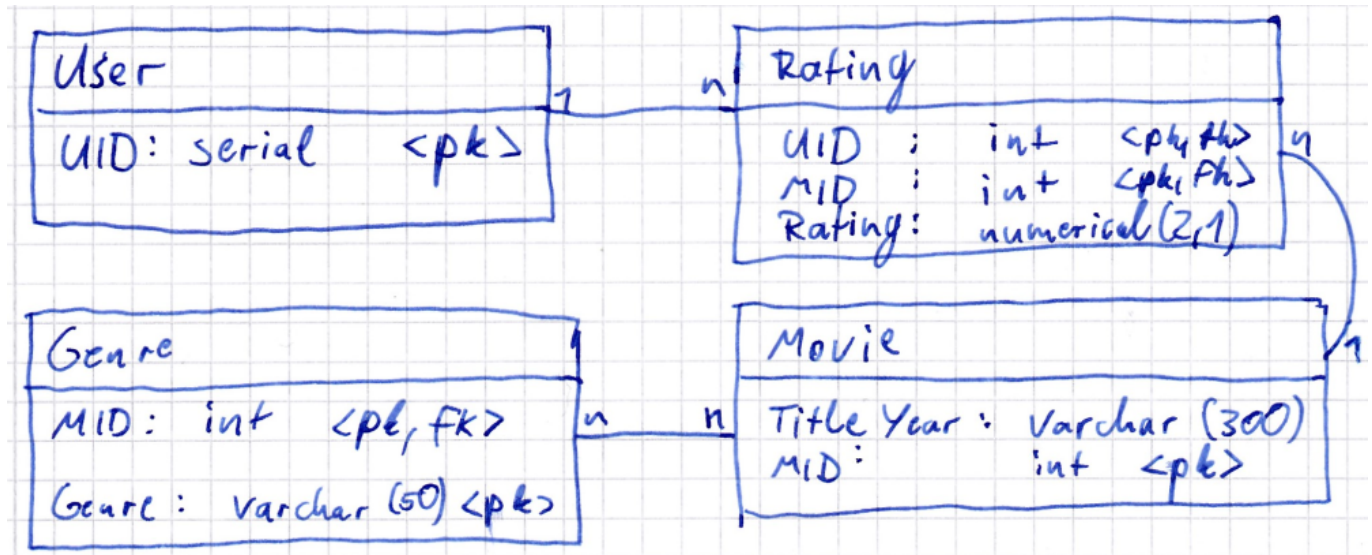 User
1
n
UID: serial <pk>
Rating
UID : int <pk, fk>
MID : int <pk, fk>
Rating: numerical (2,1)
n
1
Genre
MID: int <pk, fk>
Genre: varchar (50) <pk>
n
n
Movie
Title Year: varchar (300)
MID: int <pk>